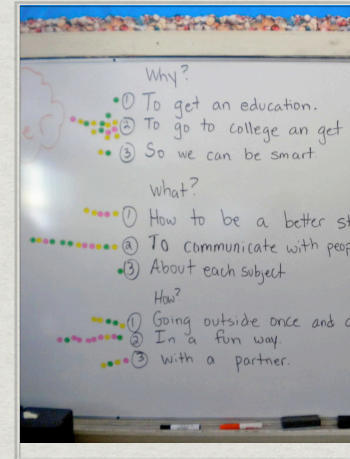 Why?
① To get an education.
② To go to college an get
③ So we can be smart
What?
① How to be a better
② To communicate with
③ About each subject
How?
① Going outside once and
② In a fun way.
③ with a partner.